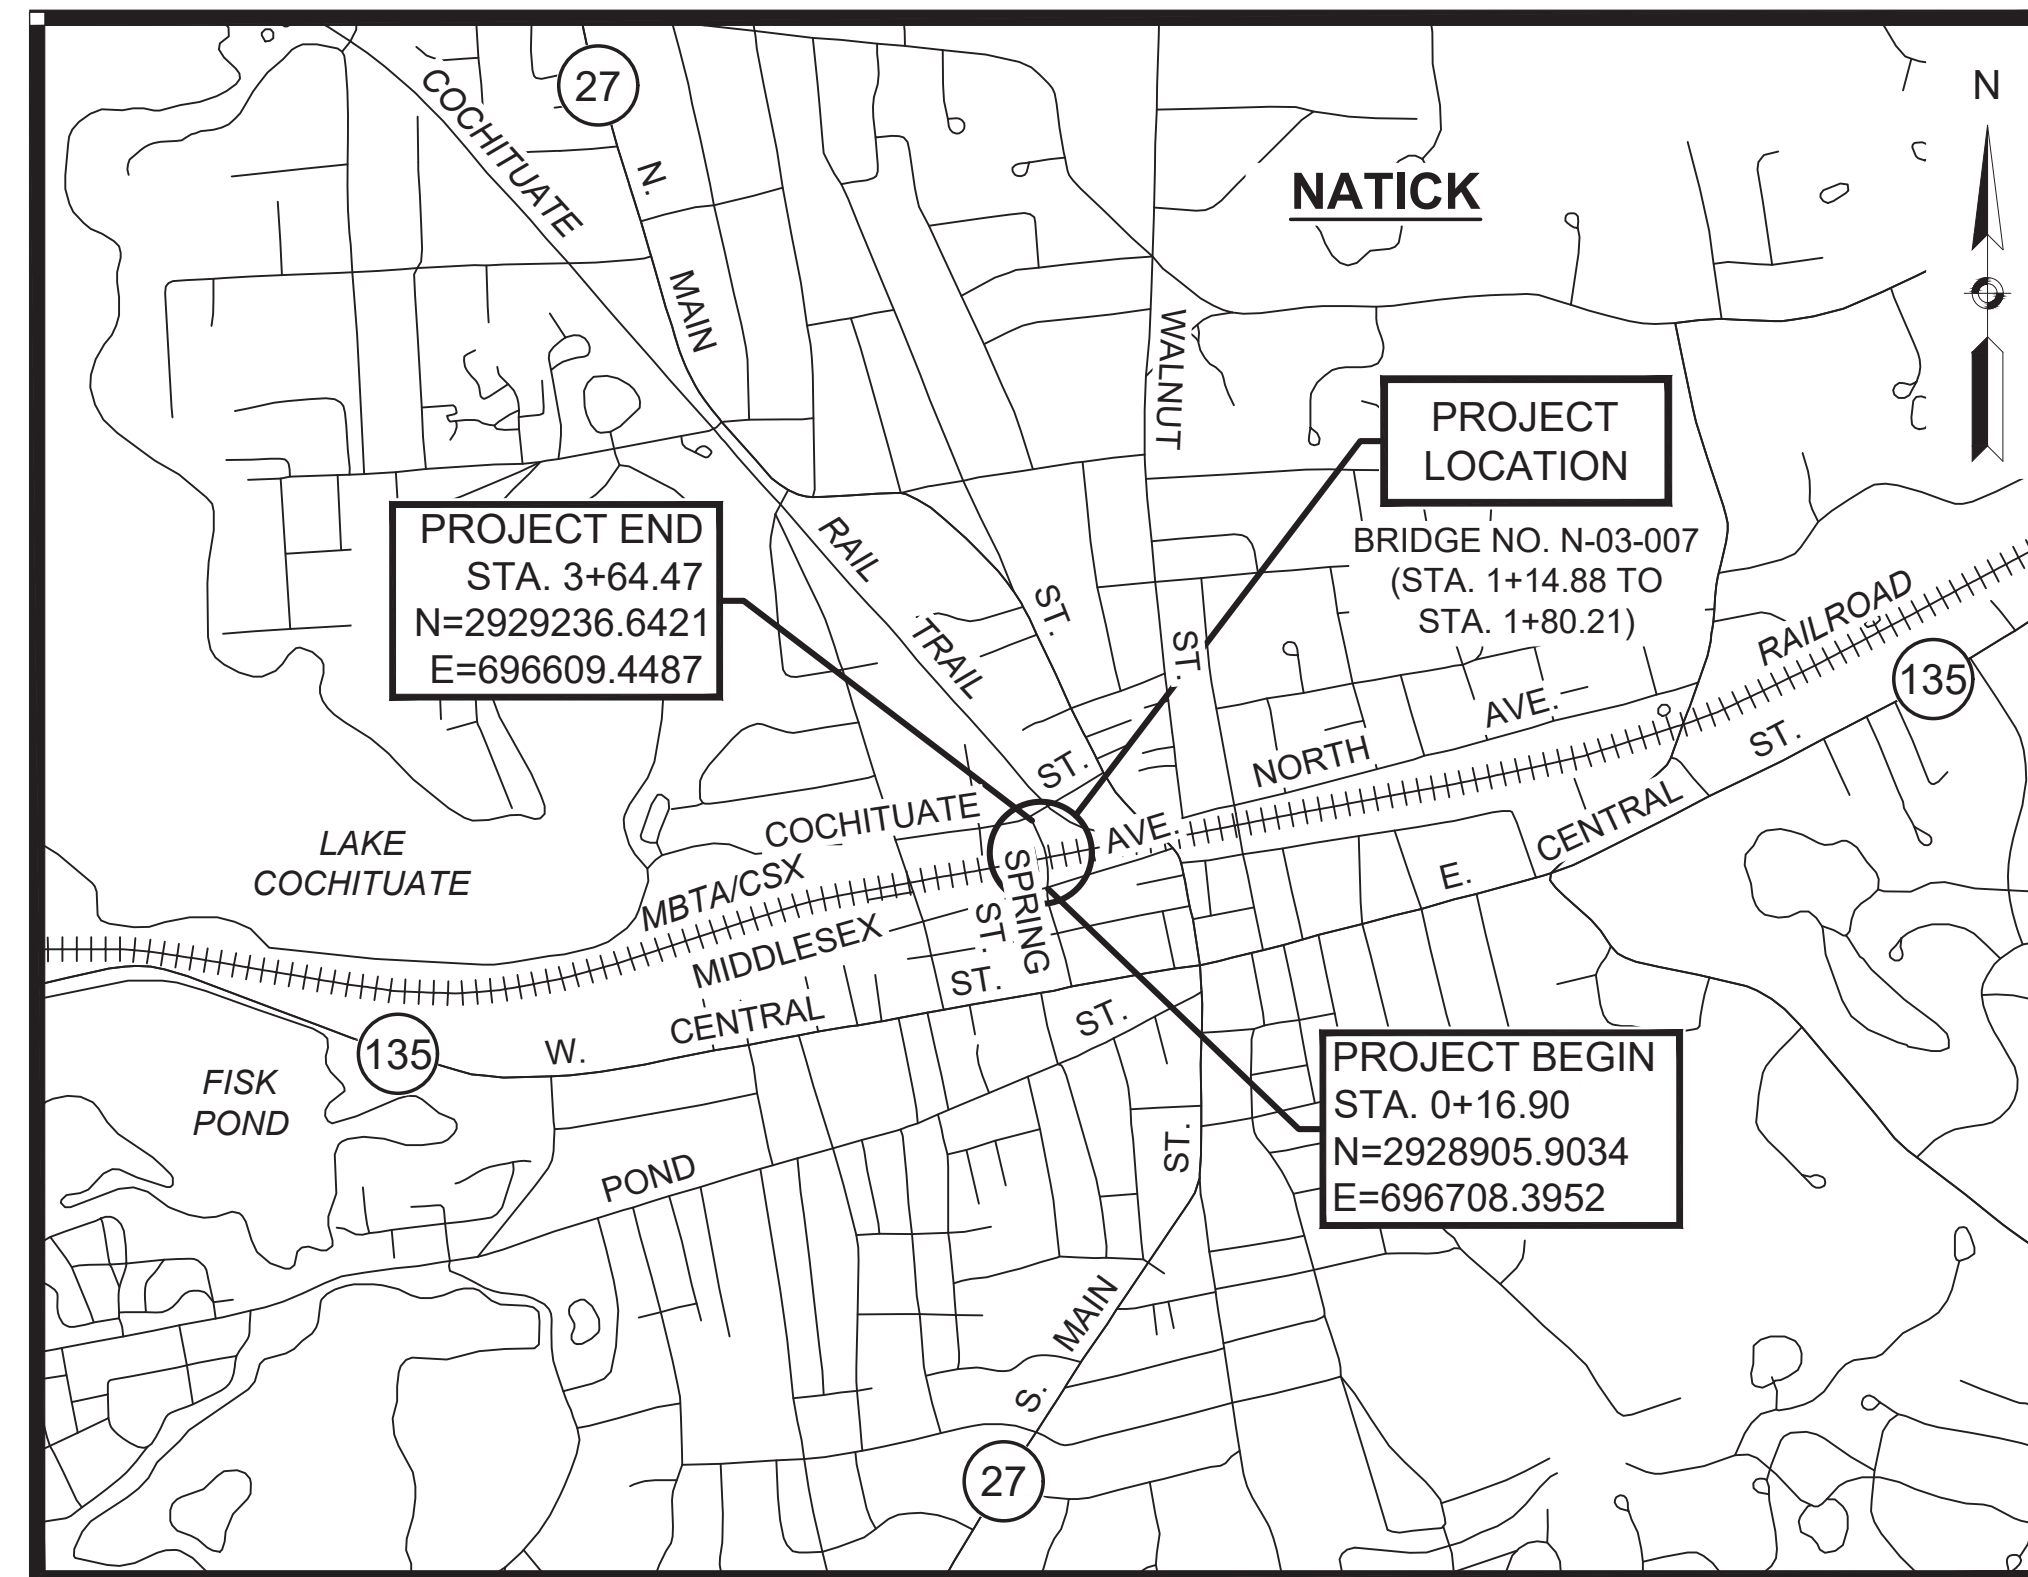 27
N
COCHITUATE
N.
NATICK
MAIN
WALNUT
PROJECT
LOCATION
PROJECT END
STA. 3+64.47
N=2929236.6421
E=696609.4487
BRIDGE NO. N-03-007
(STA. 1+14.88 TO
STA. 1+80.21)
RAIL
TRAIL
ST.
ST.
RAILROAD
135
AVE.
ST.
NORTH
ST.
COCHITUATE
AVE.
CENTRAL
E.
LAKE
COCHITUATE
MBTA/CSX
SPRING
ST.
MIDDLESEX
ST.
CENTRAL
W.
ST.
135
FISK
POND
PROJECT BEGIN
STA. 0+16.90
N=2928905.9034
E=696708.3952
ST.
POND
MAIN
S.
27